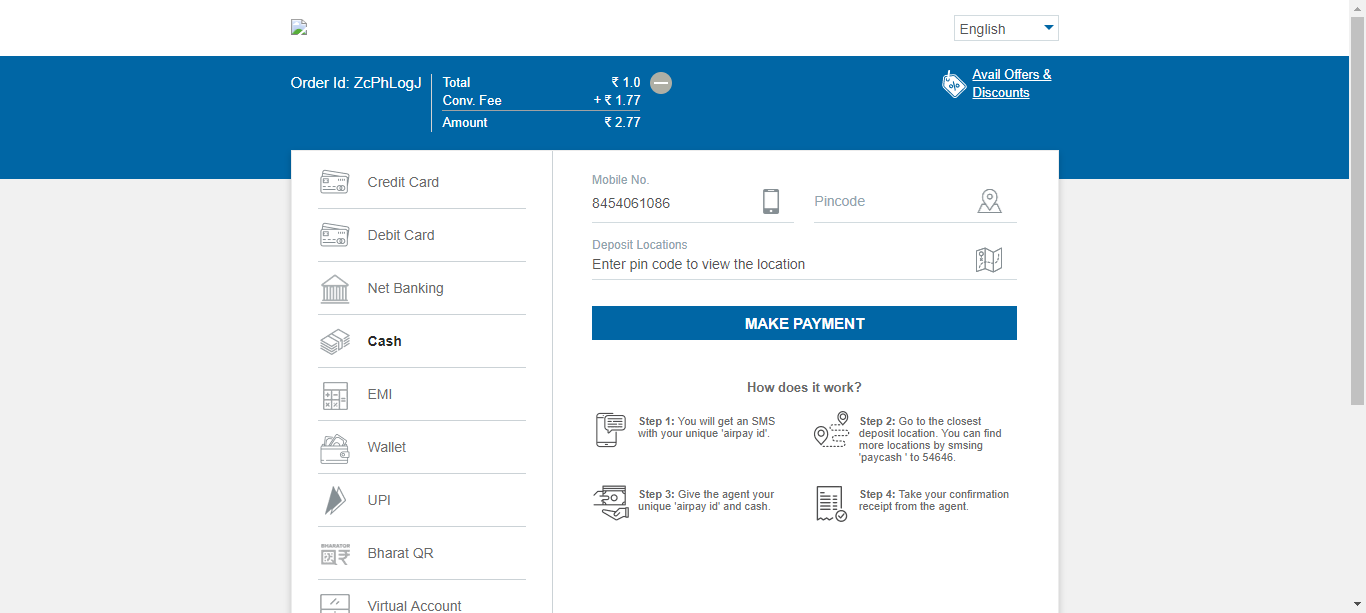 English
Order Id: ZcPhLogJ
Total ₹ 1.0
Conv. Fee + ₹ 1.77
Amount ₹ 2.77
Avail Offers &
Discounts
Credit Card
Debit Card
Net Banking
Cash
EMI
Wallet
UPI
Bharat QR
Virtual Account
Mobile No.
8454061086
Pincode
Deposit Locations
Enter pin code to view the location
MAKE PAYMENT
How does it work?
Step 1: You will get an SMS
with your unique 'airpay id'.
Step 2: Go to the closest
deposit location. You can find
more locations by smsing
'paycash ' to 54646.
Step 3: Give the agent your
unique 'airpay id' and cash.
Step 4: Take your confirmation
receipt from the agent.